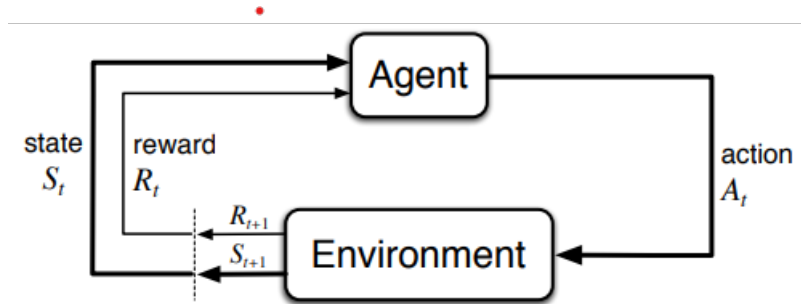 Agent
state
S_t
reward
R_t
action
A_t
R_{t+1}
S_{t+1}
Environment